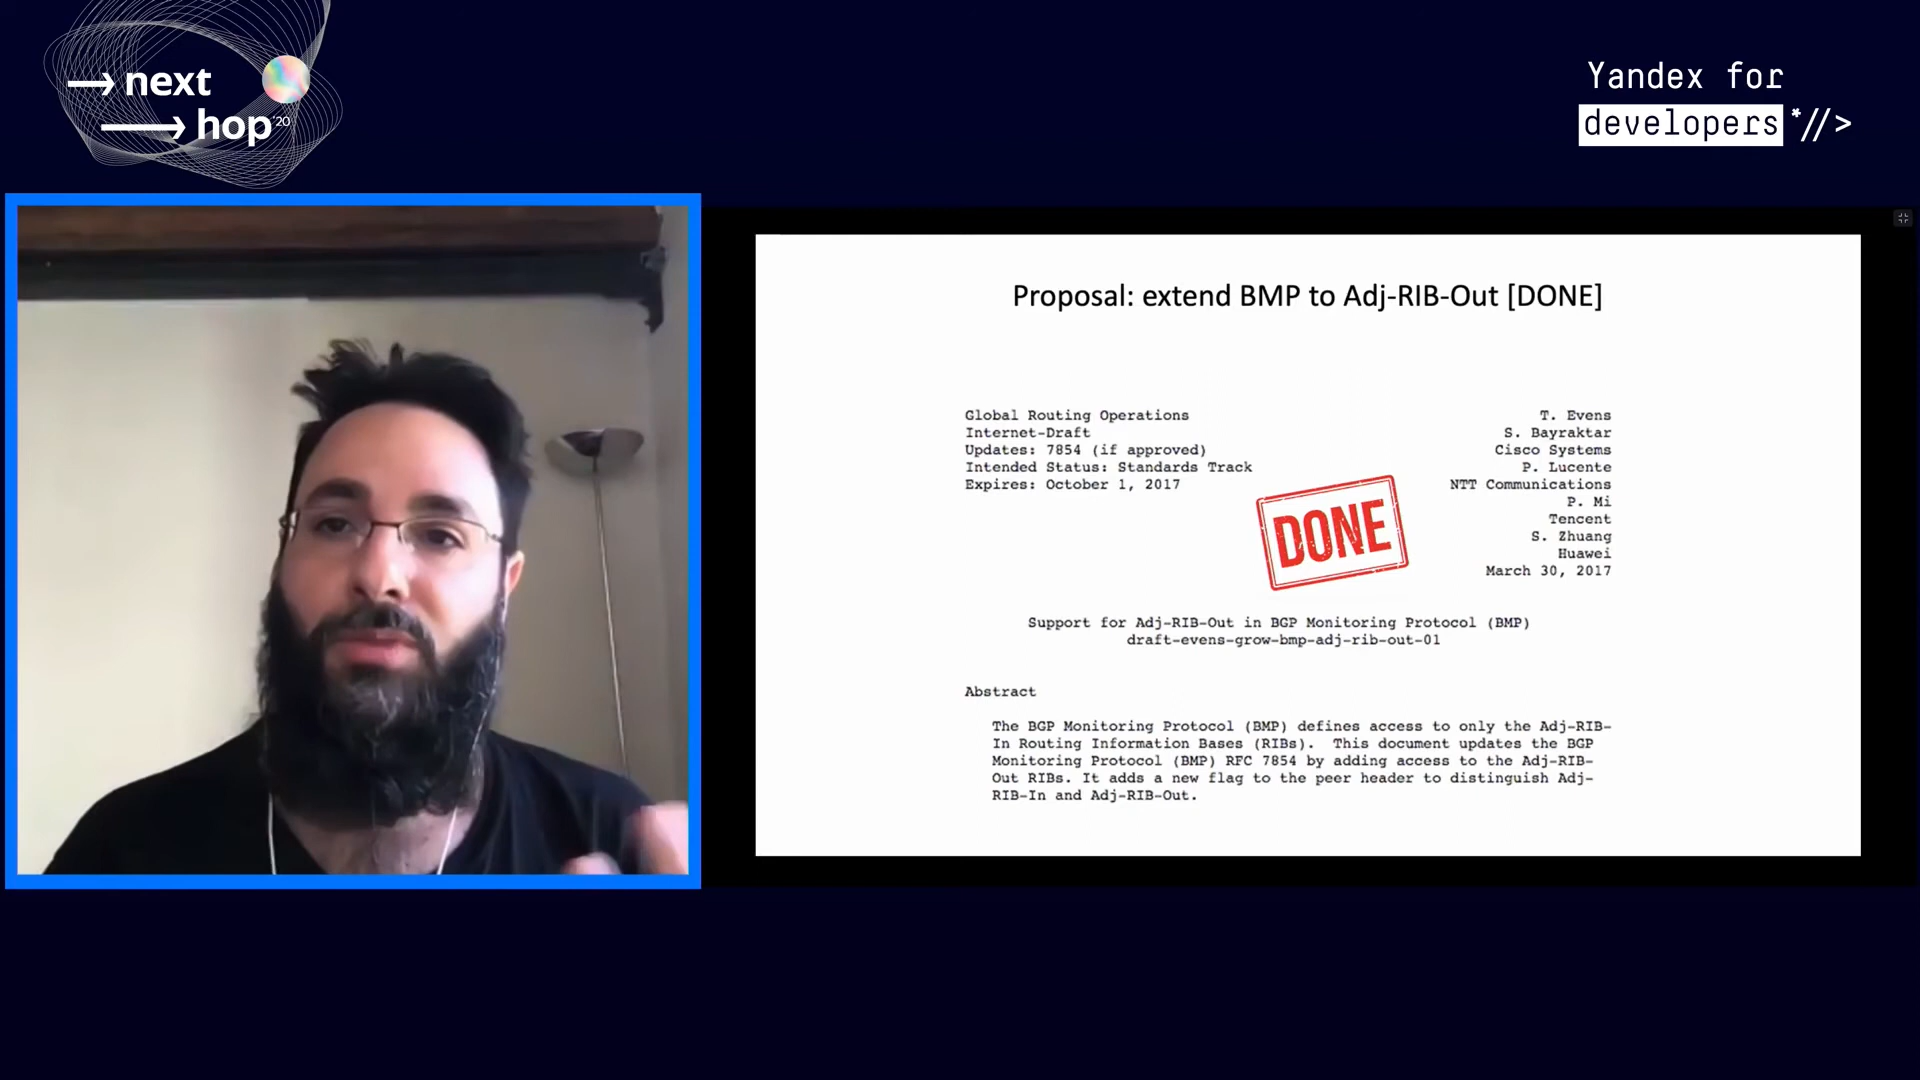 next
hop '20
Yandex for
developers *//>
Proposal: extend BMP to Adj-RIB-Out [DONE]
Global Routing Operations
Internet-Draft
Updates: 7854 (if approved)
Intended Status: Standards Track
Expires: October 1, 2017
T. Evens
S. Bayraktar
Cisco Systems
P. Lucente
NTT Communications
P. Mi
Tencent
S. Zhuang
Huawei
March 30, 2017
DONE
Support for Adj-RIB-Out in BGP Monitoring Protocol (BMP)
draft-evens-grow-bmp-adj-rib-out-01
Abstract
The BGP Monitoring Protocol (BMP) defines access to only the Adj-RIB-
In Routing Information Bases (RIBs). This document updates the BGP
Monitoring Protocol (BMP) RFC 7854 by adding access to the Adj-RIB-
Out RIBs. It adds a new flag to the peer header to distinguish Adj-
RIB-In and Adj-RIB-Out.